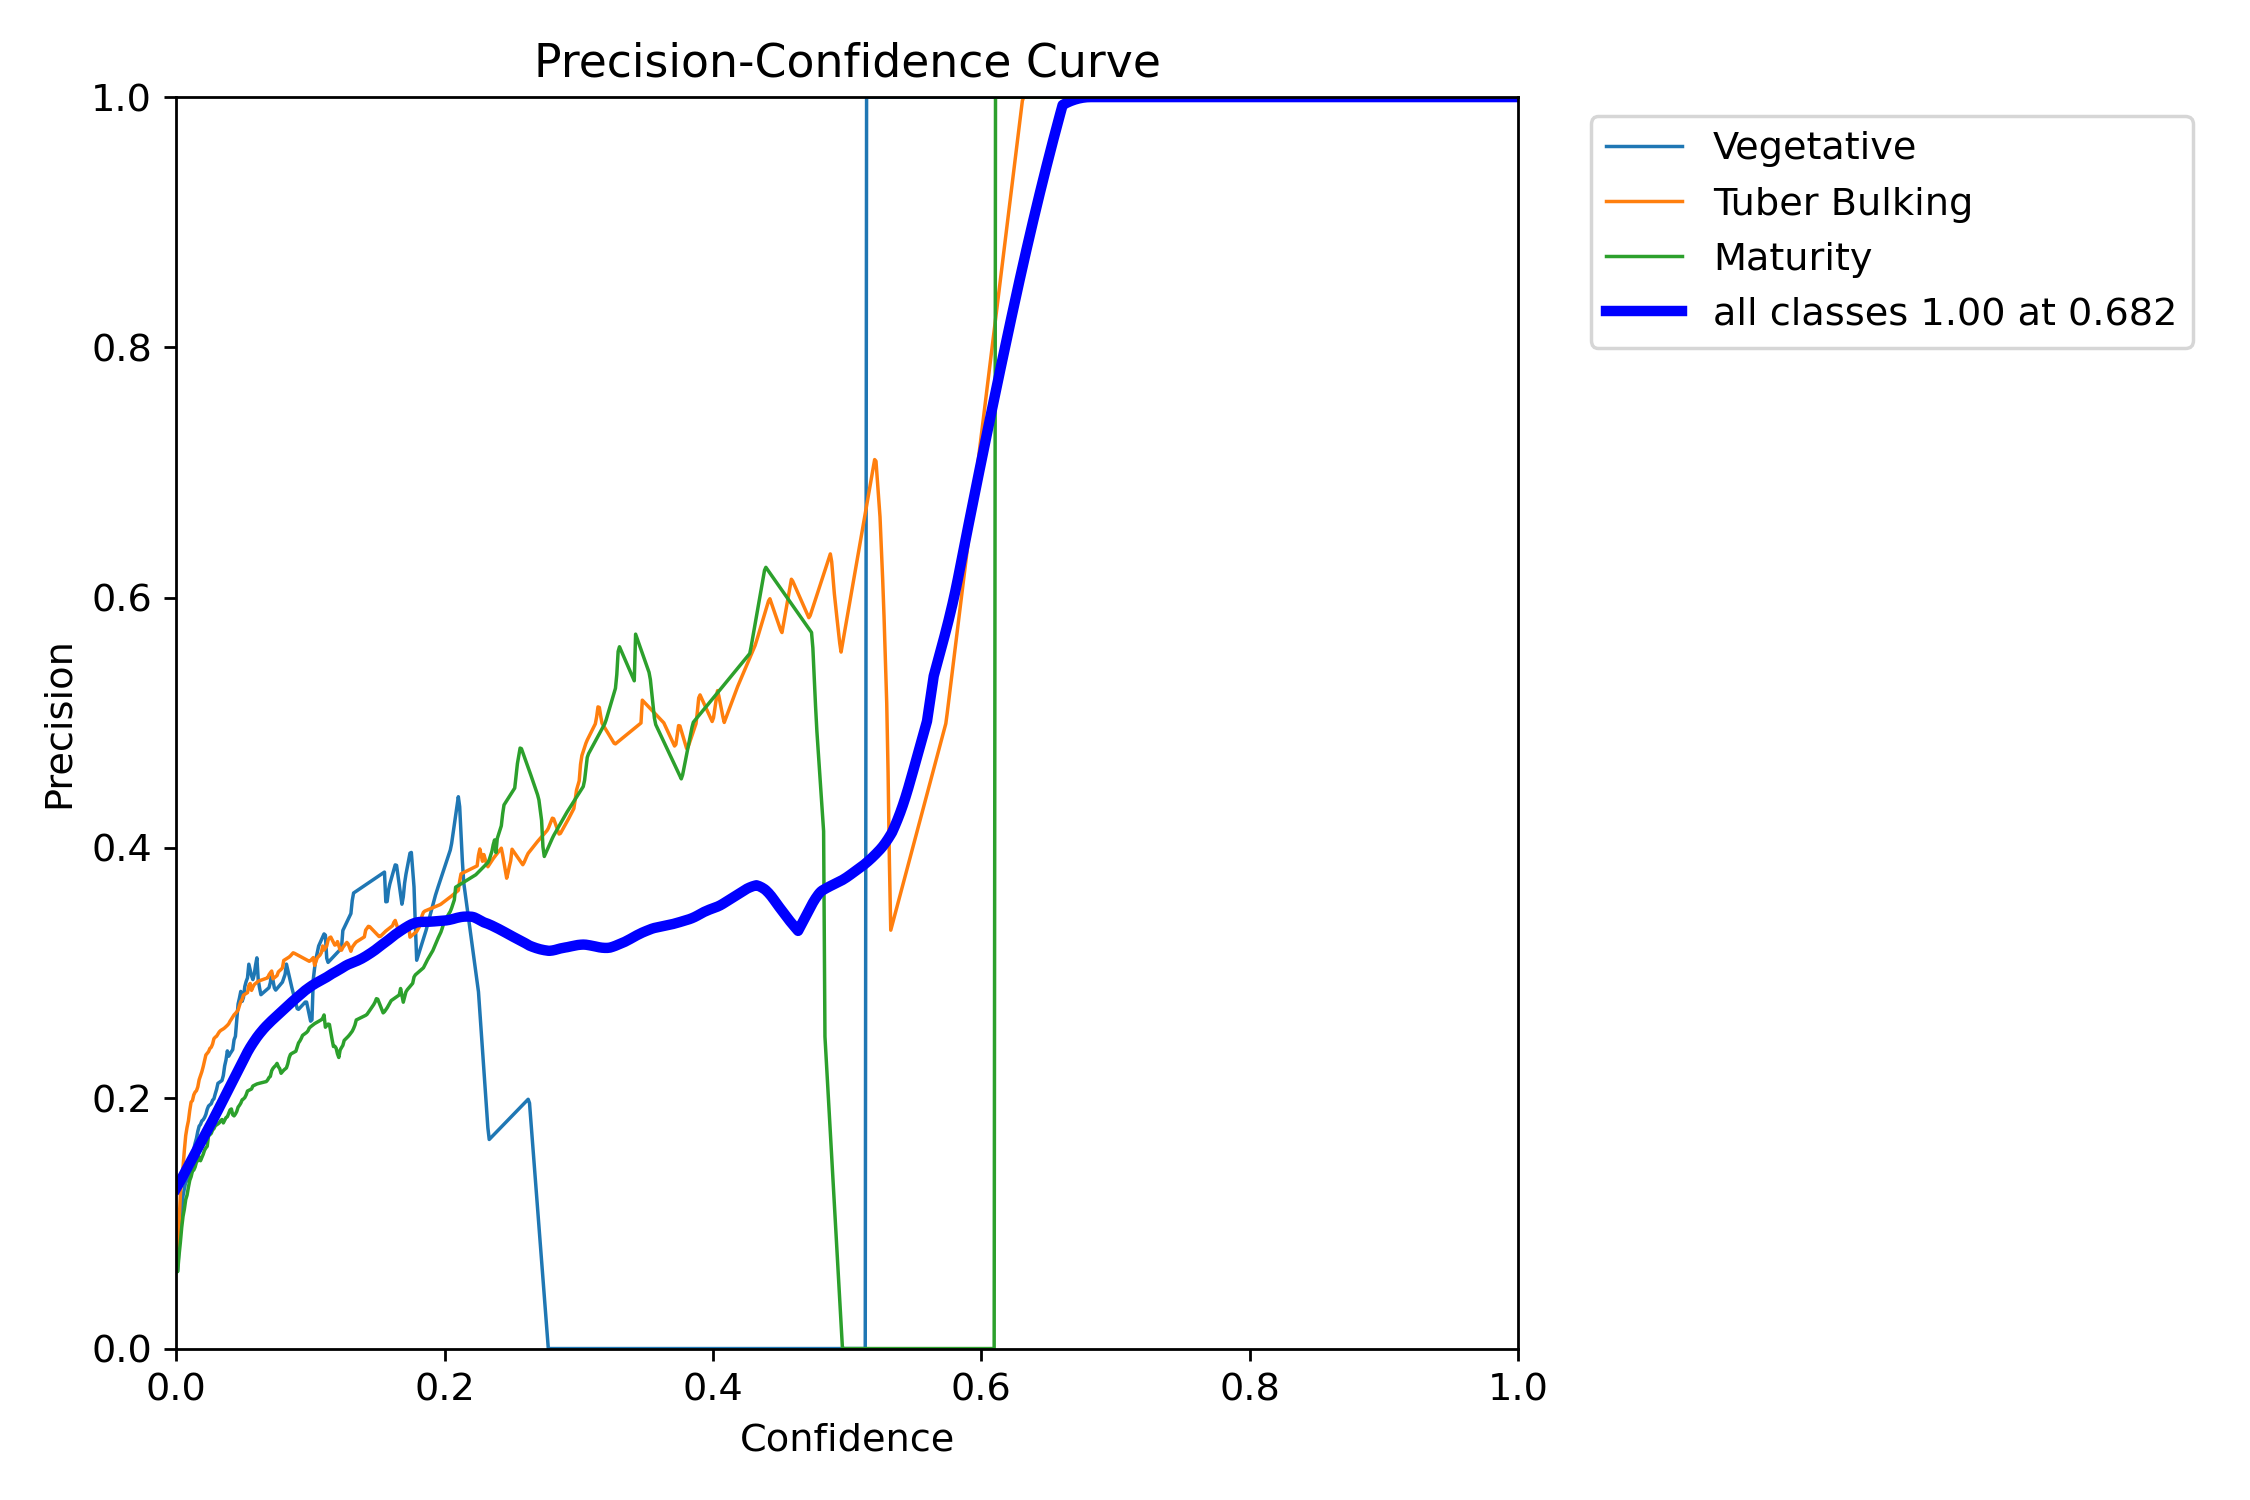 Precision-Confidence Curve
1.0
0.8
0.6
0.4
0.2
0.0
Precision
0.0 0.2 0.4 0.6 0.8 1.0
Confidence
Vegetative
Tuber Bulking
Maturity
all classes 1.00 at 0.682